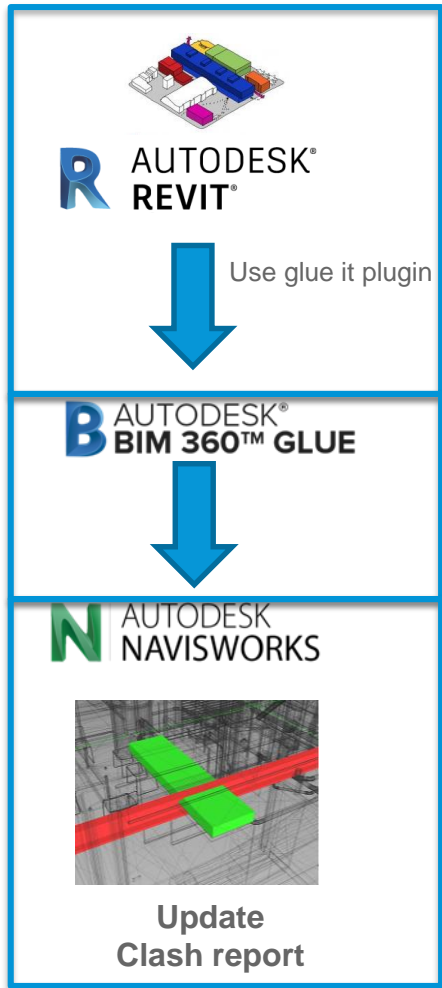 AUTODESK®
REVIT®
Use glue it plugin
AUTODESK®
BIM 360™ GLUE
AUTODESK
NAVISWORKS
Update
Clash report